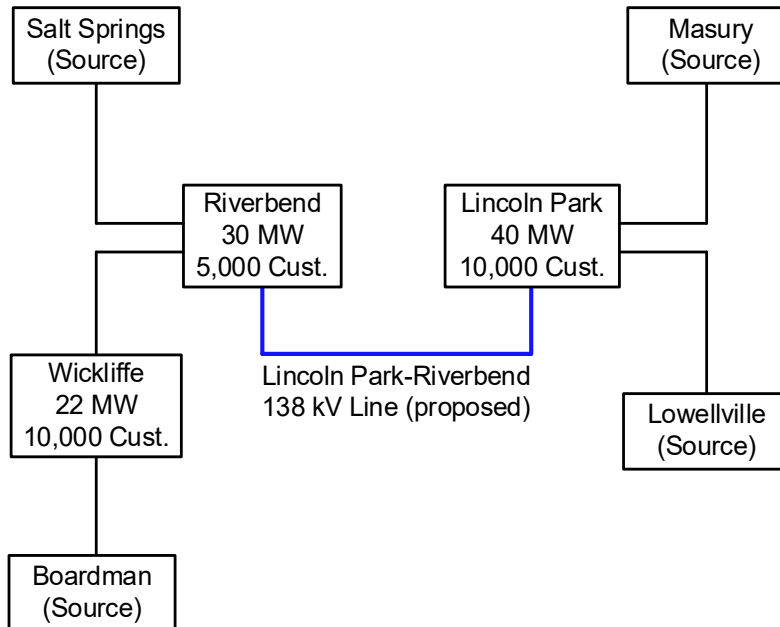 Salt Springs
(Source)
Masury
(Source)
Riverbend
30 MW
5,000 Cust.
Lincoln Park
40 MW
10,000 Cust.
Wickliffe
22 MW
10,000 Cust.
Lincoln Park-Riverbend
138 kV Line (proposed)
Lowellville
(Source)
Boardman
(Source)